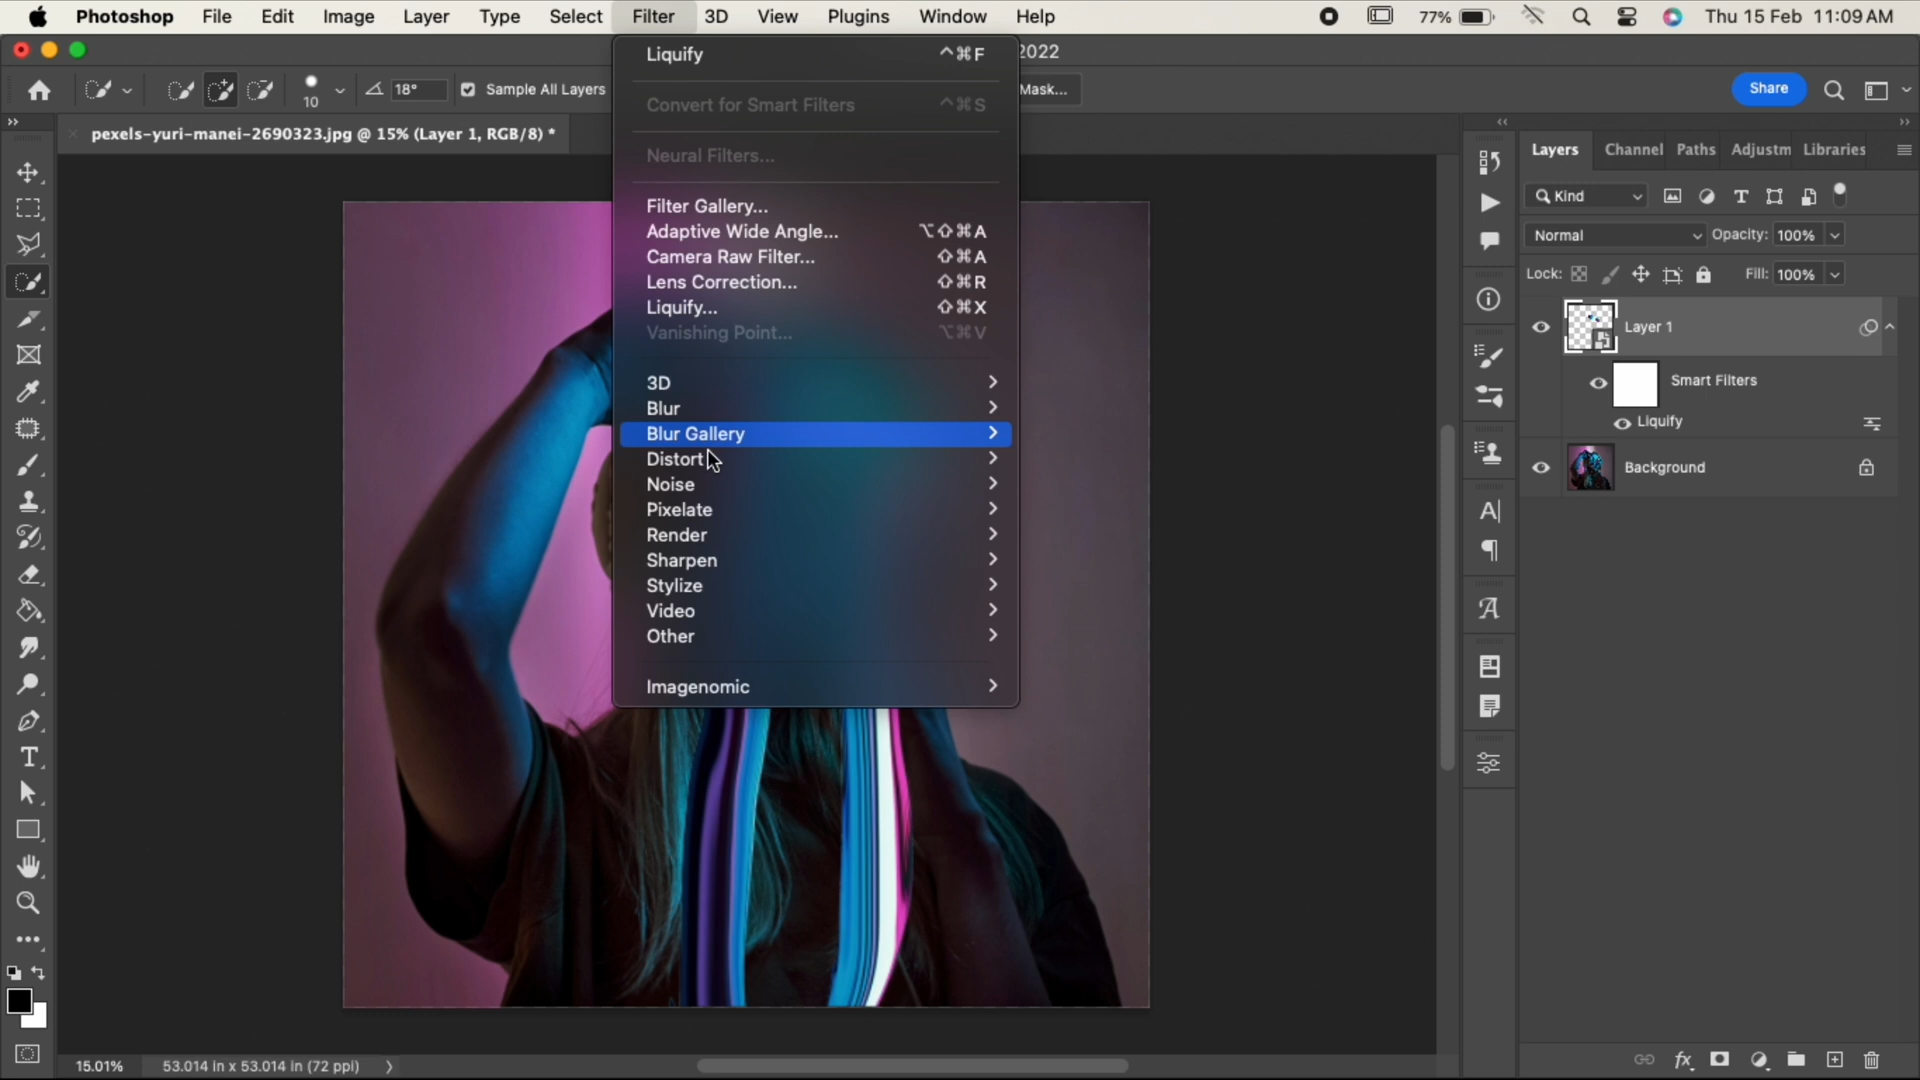 Photoshop File Edit Image Layer Type Select Filter 3D View Plugins Window Help 77% Thu 15 Feb 11:09 AM
2022
10 18° Sample All Layers Mask... Share
pexels-yuri-manei-2690323.jpg @ 15% (Layer 1, RGB/8) *
Liquify ^⌘F
Convert for Smart Filters ^⌘S
Neural Filters...
Filter Gallery...
Adaptive Wide Angle... ⌥⇧⌘A
Camera Raw Filter... ⇧⌘A
Lens Correction... ⇧⌘R
Liquify... ⇧⌘X
Vanishing Point... ⌥⌘V
3D
Blur
Blur Gallery
Distort
Noise
Pixelate
Render
Sharpen
Stylize
Video
Other
Imagenomic
Layers Channel Paths Adjustm Libraries
Kind
Normal Opacity: 100%
Lock: Fill: 100%
Layer 1
Smart Filters
Liquify
Background
15.01% 53.014 in x 53.014 in (72 ppi)